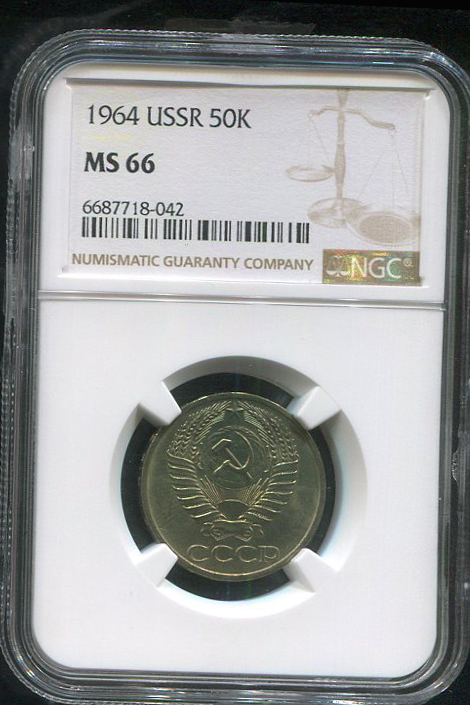 1964 USSR 50K
MS 66
6687718-042
NUMISMATIC GUARANTY COMPANY
NGC®
СССР